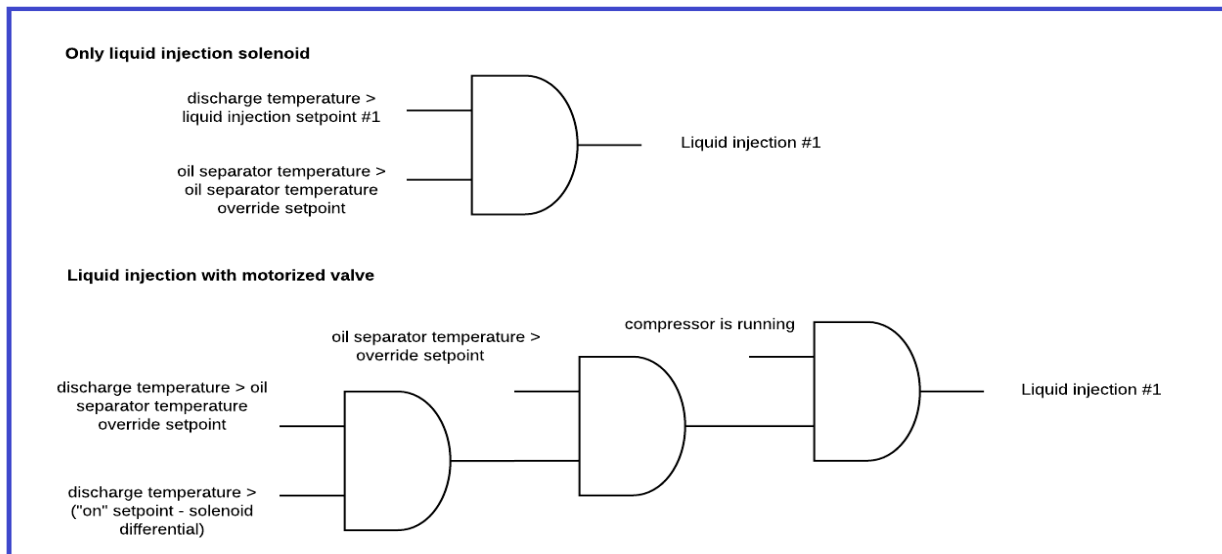 Only liquid injection solenoid
discharge temperature >
liquid injection setpoint #1
Liquid injection #1
oil separator temperature >
oil separator temperature
override setpoint
Liquid injection with motorized valve
compressor is running
oil separator temperature >
override setpoint
discharge temperature > oil
separator temperature
override setpoint
Liquid injection #1
discharge temperature >
("on" setpoint - solenoid
differential)